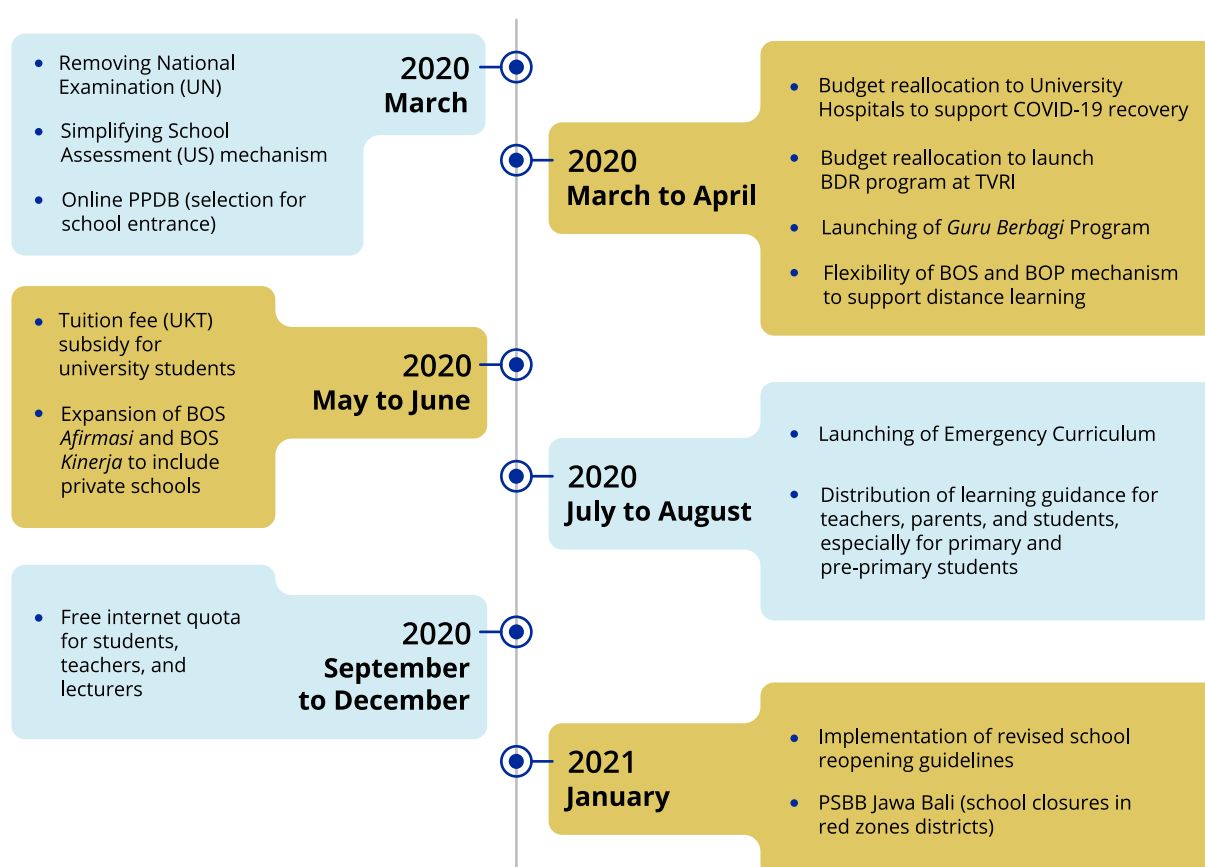 2020
March
Removing National
Examination (UN)
Simplifying School
Assessment (US) mechanism
Online PPDB (selection for
school entrance)
2020
March to April
Budget reallocation to University
Hospitals to support COVID-19 recovery
Budget reallocation to launch
BDR program at TVRI
Launching of Guru Berbagi Program
Flexibility of BOS and BOP mechanism
to support distance learning
2020
May to June
Tuition fee (UKT)
subsidy for
university students
Expansion of BOS
Afirmasi and BOS
Kinerja to include
private schools
2020
July to August
Launching of Emergency Curriculum
Distribution of learning guidance for
teachers, parents, and students,
especially for primary and
pre-primary students
2020
September
to December
Free internet quota
for students,
teachers, and
lecturers
2021
January
Implementation of revised school
reopening guidelines
PSBB Jawa Bali (school closures in
red zones districts)